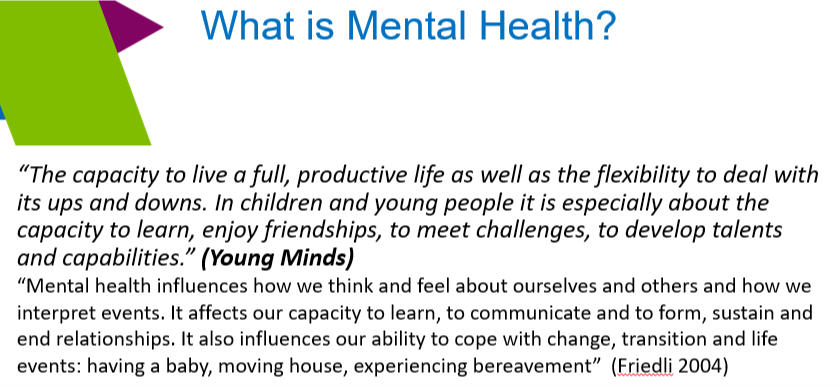 What is Mental Health?
“The capacity to live a full, productive life as well as the flexibility to deal with
its ups and downs. In children and young people it is especially about the
capacity to learn, enjoy friendships, to meet challenges, to develop talents
and capabilities.” (Young Minds)
“Mental health influences how we think and feel about ourselves and others and how we
interpret events. It affects our capacity to learn, to communicate and to form, sustain and
end relationships. It also influences our ability to cope with change, transition and life
events: having a baby, moving house, experiencing bereavement” (Friedli 2004)